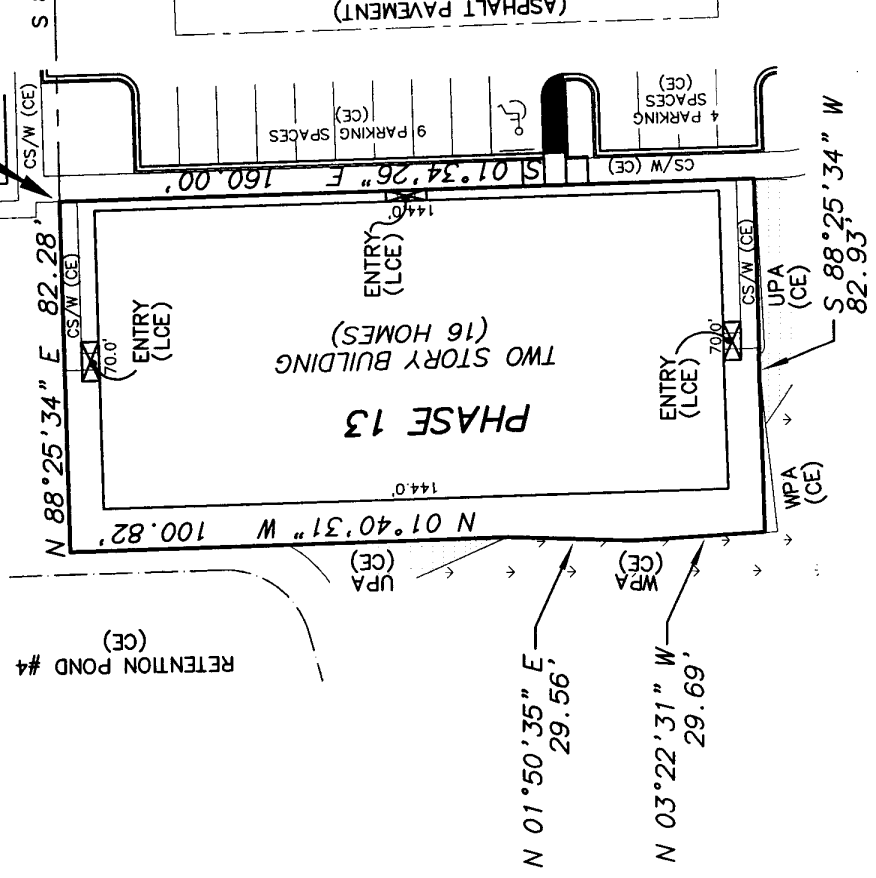 (ASPHALT PAVEMENT)
S
CS/W (CE)
9 PARKING SPACES
(CE)
4 PARKING
SPACES
(CE)
S 01°34'26" E 160.00'
CS/W (CE)
S 88°25'34" W
82.93'
N 88°25'34" E 82.28'
CS/W (CE)
144.0'
ENTRY
(LCE)
CS/W (CE)
UPA
(CE)
70.0'
ENTRY
(LCE)
TWO STORY BUILDING
(16 HOMES)
70.0'
ENTRY
(LCE)
PHASE 13
144.0'
WPA
(CE)
N 01°40'31" W 100.82'
UPA
(CE)
WPA
(CE)
RETENTION POND #4
(CE)
N 01°50'35" E
29.56'
N 03°22'31" W
29.69'